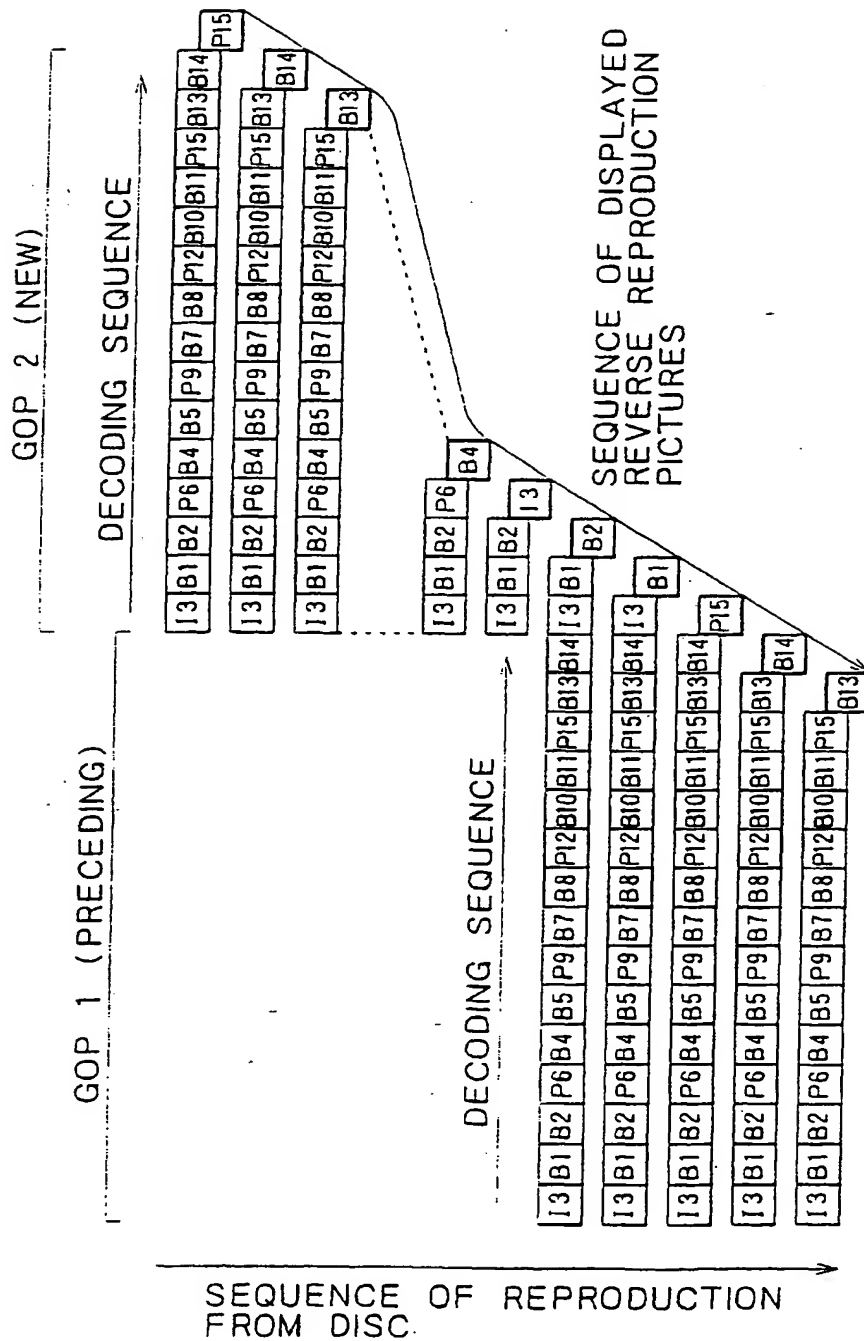 GOP 2 (NEW)
DECODING SEQUENCE
I3 B1 B2 P6 B4 B5 P9 B7 B8 P12 B10 B11 P15 B13 B14 P15
I3 B1 B2 P6 B4 B5 P9 B7 B8 P12 B10 B11 P15 B13 B14
I3 B1 B2 P6 B4 B5 P9 B7 B8 P12 B10 B11 P15 B13
I3 B1 B2 P6 B4
I3 B1 B2 I3
GOP 1 (PRECEDING)
DECODING SEQUENCE
I3 B1 B2 P6 B4 B5 P9 B7 B8 P12 B10 B11 P15 B13 B14 I3 B1 B2
I3 B1 B2 P6 B4 B5 P9 B7 B8 P12 B10 B11 P15 B13 B14 I3 B1
I3 B1 B2 P6 B4 B5 P9 B7 B8 P12 B10 B11 P15 B13 B14 P15
I3 B1 B2 P6 B4 B5 P9 B7 B8 P12 B10 B11 P15 B13 B14
I3 B1 B2 P6 B4 B5 P9 B7 B8 P12 B10 B11 P15 B13
SEQUENCE OF DISPLAYED
REVERSE REPRODUCTION
PICTURES
SEQUENCE OF REPRODUCTION
FROM DISC.